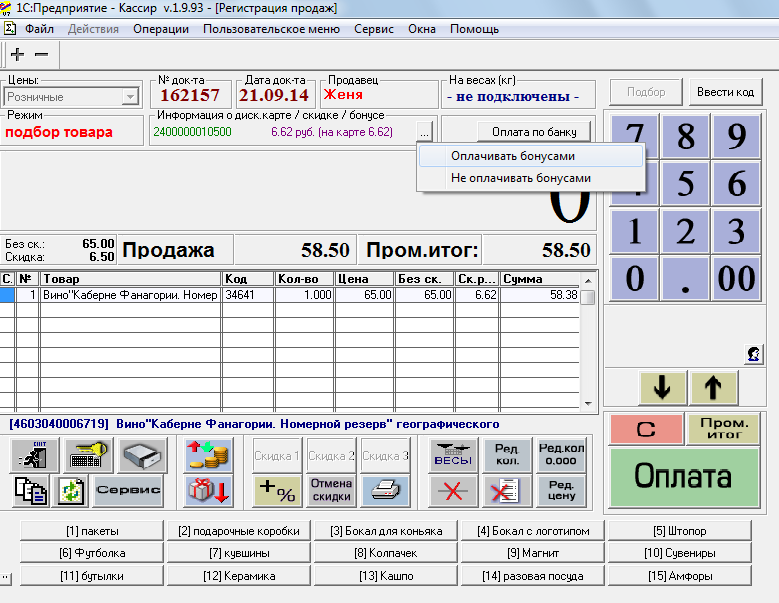 1С:Предприятие - Кассир v.1.9.93 - [Регистрация продаж]
Файл Действия Операции Пользовательское меню Сервис Окна Помощь
Цены: № док-та Дата док-та Продавец На весах (кг)
Розничные 162157 21.09.14 Женя - не подключены - Подбор Ввести код
Режим Информация о диск.карте / скидке / бонусе
подбор товара 2400000010500 6.62 руб. (на карте 6.62) ... Оплата по банку
Оплачивать бонусами
Не оплачивать бонусами
0
7 8 9
5 6
1 2 3
0 . 00
Без ск.: 65.00
Скидка: 6.50
Продажа 58.50 Пром.итог: 58.50
С. № Товар Код Кол-во Цена Без ск. Ск.р... Сумма
1 Вино"Каберне Фанагории. Номер 34641 1.000 65.00 65.00 6.62 58.38
[4603040006719] Вино"Каберне Фанагории. Номерной резерв" географического
С Пром. итог
Оплата
Скидка 1 Скидка 2 Скидка 3 ВЕСЫ Ред кол. Ред.кол 0.000
Сервис +% Отмена скидки Ред. цену
[1] пакеты [2] подарочные коробки [3] Бокал для коньяка [4] Бокал с логотипом [5] Штопор
[6] Футболка [7] кувшины [8] Колпачек [9] Магнит [10] Сувениры
[11] бутылки [12] Керамика [13] Кашпо [14] разовая посуда [15] Амфоры